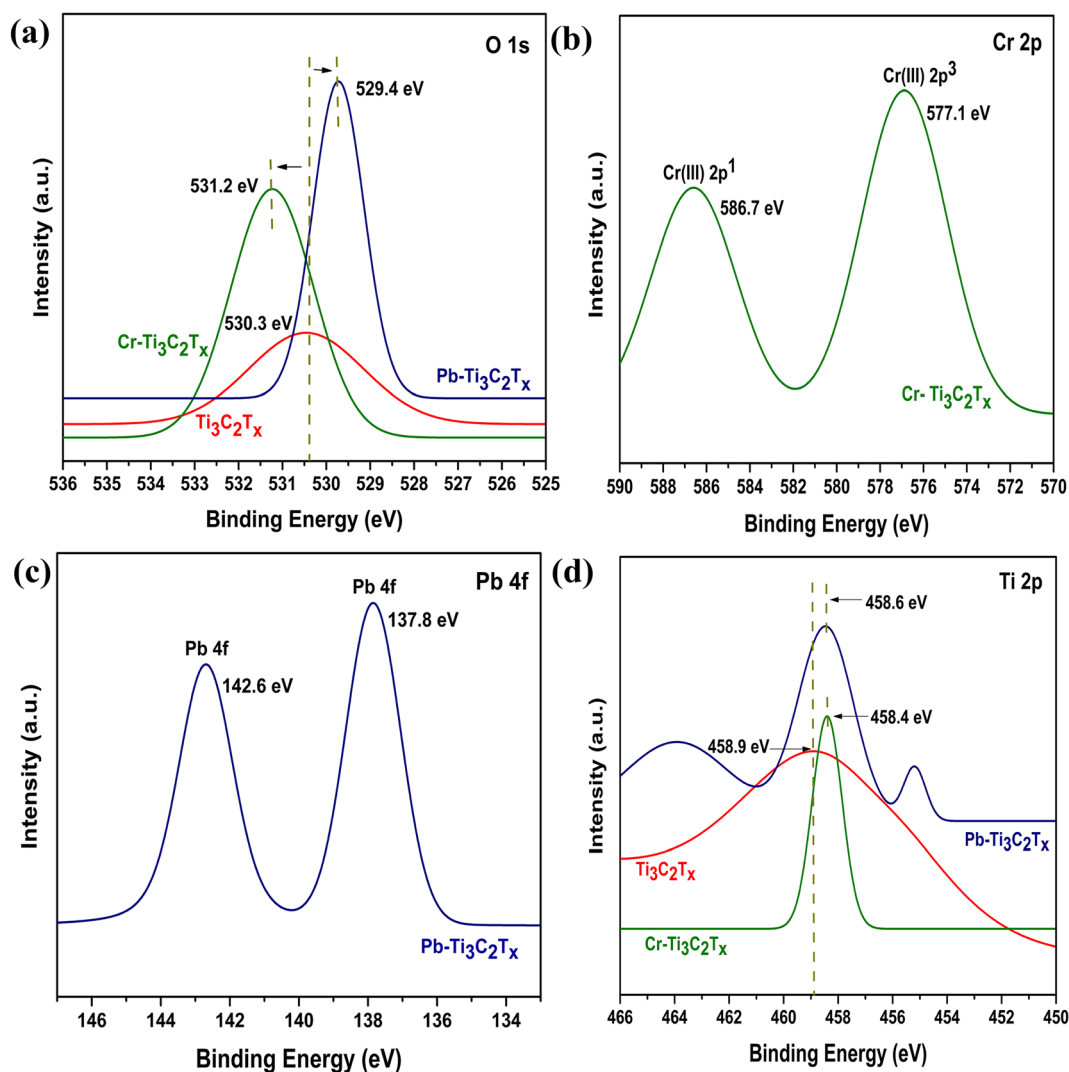 (a)
O 1s
529.4 eV
531.2 eV
530.3 eV
Cr-Ti₃C₂Tₓ
Pb-Ti₃C₂Tₓ
Ti₃C₂Tₓ
Intensity (a.u.)
536 535 534 533 532 531 530 529 528 527 526 525
Binding Energy (eV)
(b)
Cr 2p
Cr(III) 2p³
577.1 eV
Cr(III) 2p¹
586.7 eV
Cr- Ti₃C₂Tₓ
Intensity (a.u.)
590 588 586 584 582 580 578 576 574 572 570
Binding Energy (eV)
(c)
Pb 4f
Pb 4f
137.8 eV
Pb 4f
142.6 eV
Pb-Ti₃C₂Tₓ
Intensity (a.u.)
146 144 142 140 138 136 134
Binding Energy (eV)
(d)
Ti 2p
458.6 eV
458.4 eV
458.9 eV
Pb-Ti₃C₂Tₓ
Ti₃C₂Tₓ
Cr-Ti₃C₂Tₓ
Intensity (a.u.)
466 464 462 460 458 456 454 452 450
Binding Energy (eV)